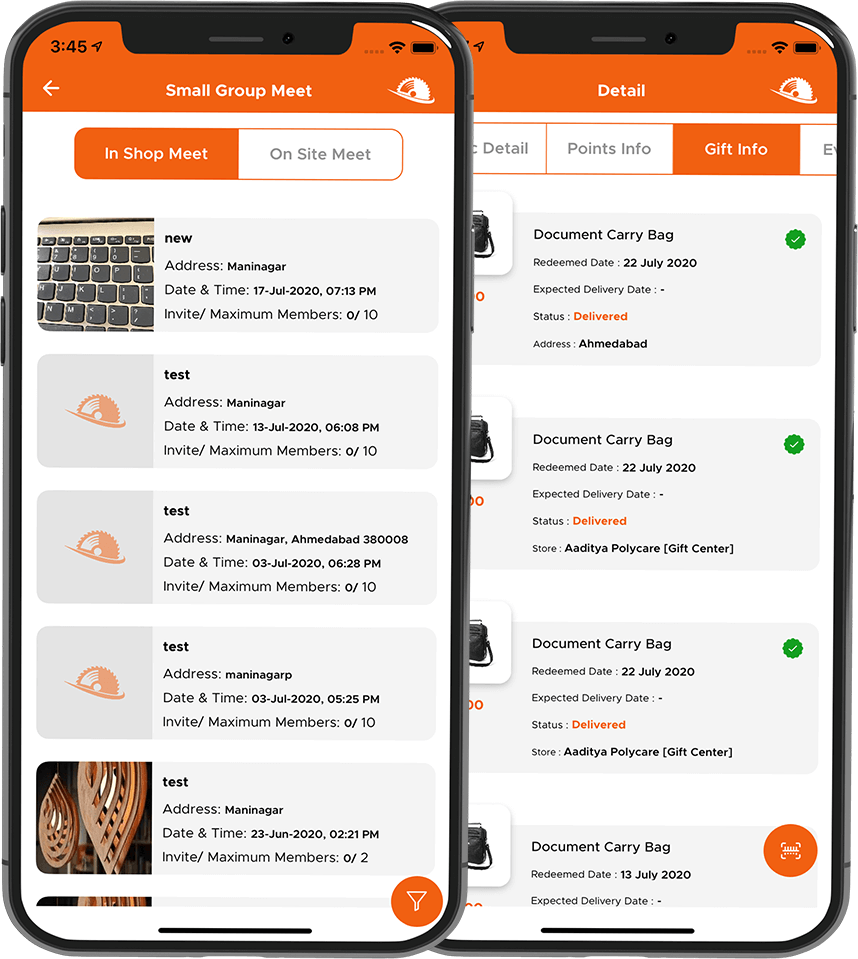 3:45
Small Group Meet
In Shop Meet
On Site Meet
new
Address: Maninagar
Date & Time: 17-Jul-2020, 07:13 PM
Invite/ Maximum Members: 0/ 10
test
Address: Maninagar
Date & Time: 13-Jul-2020, 06:08 PM
Invite/ Maximum Members: 0/ 10
test
Address: Maninagar, Ahmedabad 380008
Date & Time: 03-Jul-2020, 06:28 PM
Invite/ Maximum Members: 0/ 10
test
Address: maninagarp
Date & Time: 03-Jul-2020, 05:25 PM
Invite/ Maximum Members: 0/ 10
test
Address: Maninagar
Date & Time: 23-Jun-2020, 02:21 PM
Invite/ Maximum Members: 0/ 2
Detail
c Detail
Points Info
Gift Info
Document Carry Bag
Redeemed Date : 22 July 2020
Expected Delivery Date : -
Status : Delivered
Address : Ahmedabad
Document Carry Bag
Redeemed Date : 22 July 2020
Expected Delivery Date : -
Status : Delivered
Store : Aaditya Polycare [Gift Center]
Document Carry Bag
Redeemed Date : 22 July 2020
Expected Delivery Date : -
Status : Delivered
Store : Aaditya Polycare [Gift Center]
Document Carry Bag
Redeemed Date : 13 July 2020
Expected Delivery Date : -